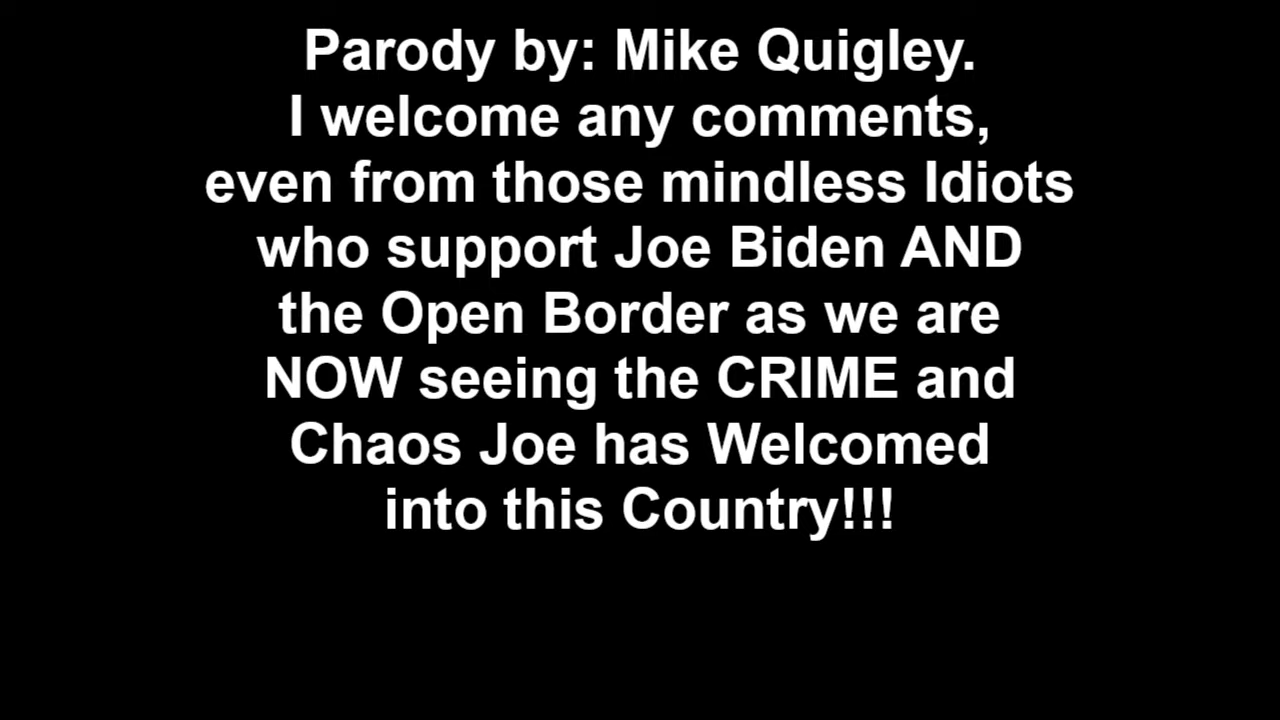 Parody by: Mike Quigley.
I welcome any comments,
even from those mindless Idiots
who support Joe Biden AND
the Open Border as we are
NOW seeing the CRIME and
Chaos Joe has Welcomed
into this Country!!!